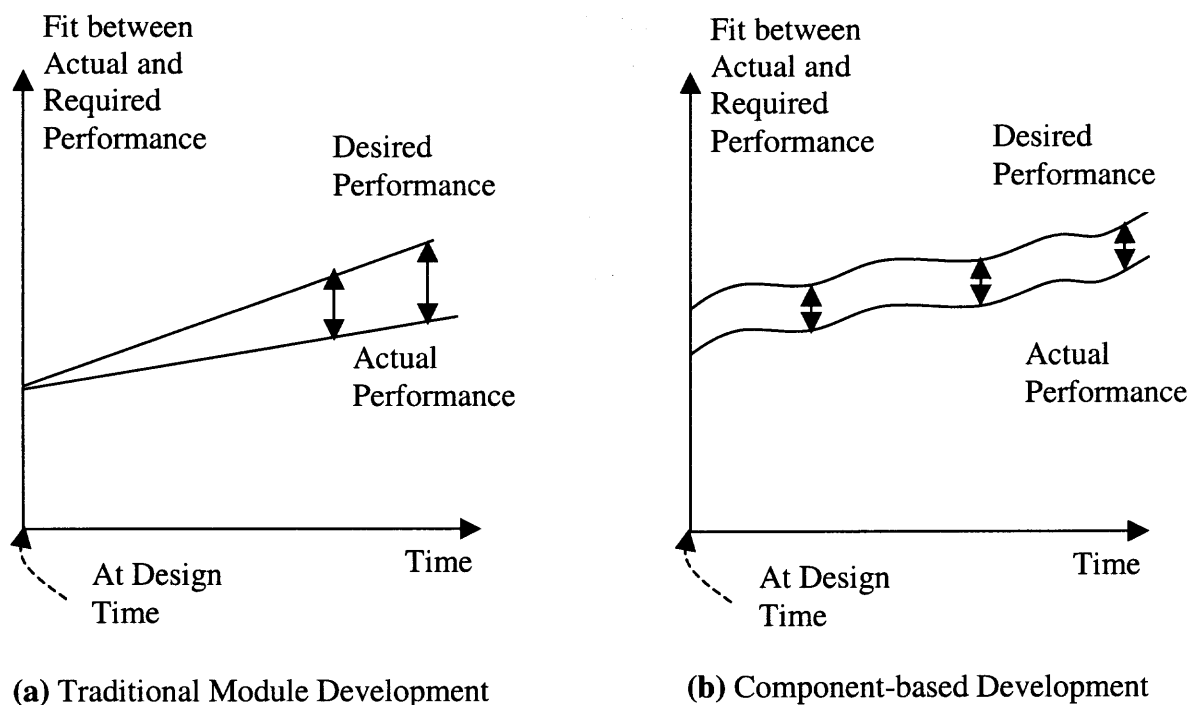 Fit between
Actual and
Required
Performance
Desired
Performance
Actual
Performance
Time
At Design
Time
(a) Traditional Module Development
Fit between
Actual and
Required
Performance
Desired
Performance
Actual
Performance
Time
At Design
Time
(b) Component-based Development